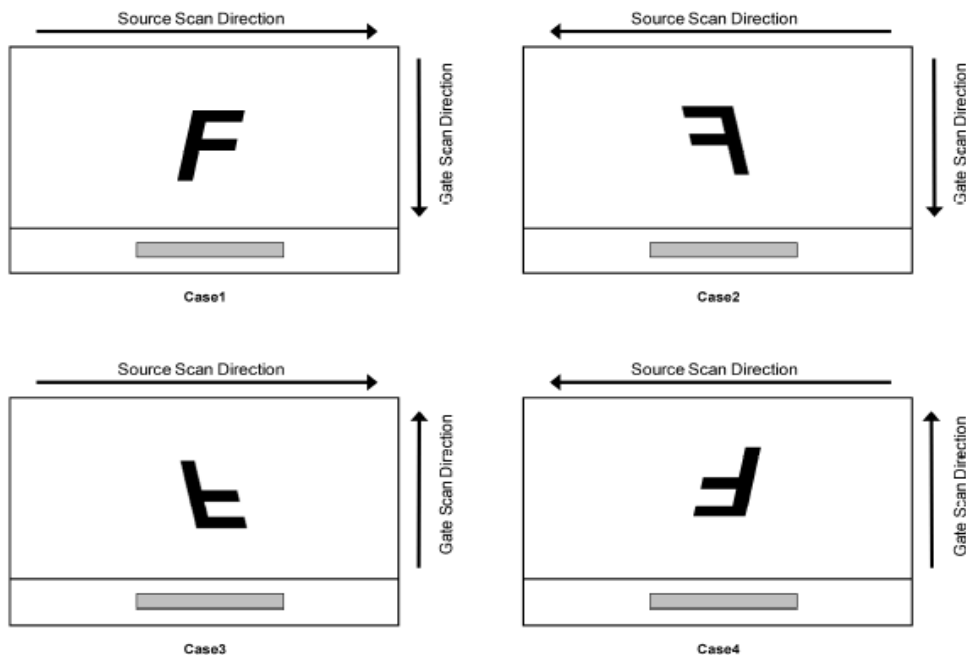 Source Scan Direction
Source Scan Direction
F
Gate Scan Direction
F
Gate Scan Direction
Case1
Case2
Source Scan Direction
Source Scan Direction
F
Gate Scan Direction
F
Gate Scan Direction
Case3
Case4